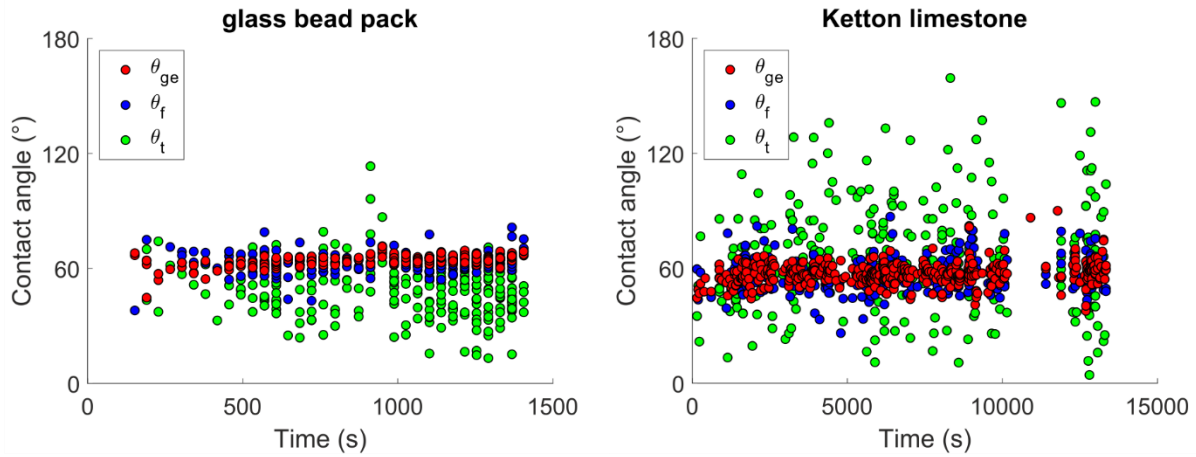 glass bead pack
180
120
60
0
Contact angle (°)
θge
θf
θt
0
500
1000
1500
Time (s)
Ketton limestone
180
120
60
0
Contact angle (°)
θge
θf
θt
0
5000
10000
15000
Time (s)